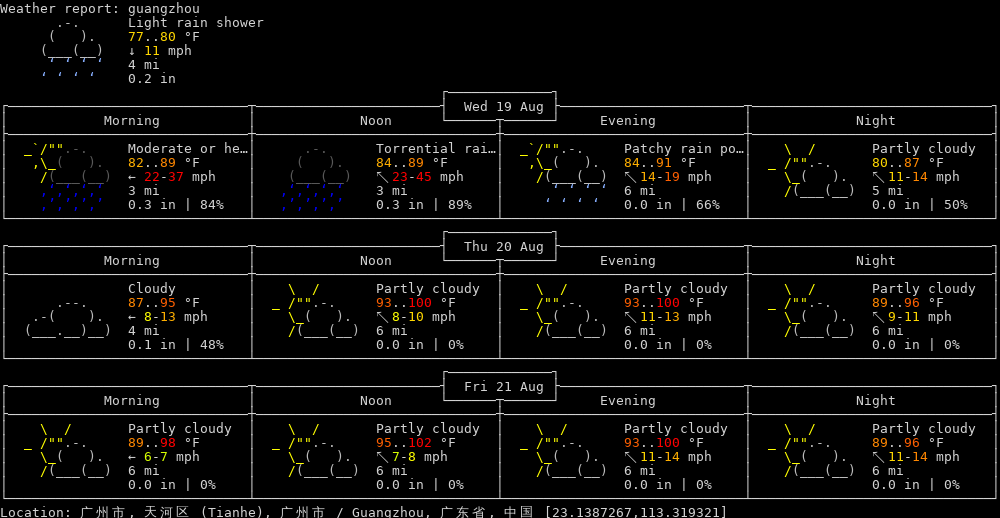 Weather report: guangzhou
Light rain shower
77..80 °F
↓ 11 mph
4 mi
0.2 in
Wed 19 Aug
Morning Noon Evening Night
Moderate or he… Torrential rai… Patchy rain po… Partly cloudy
82..89 °F 84..89 °F 84..91 °F 80..87 °F
← 22-37 mph ↖ 23-45 mph ↖ 14-19 mph ↖ 11-14 mph
3 mi 3 mi 6 mi 5 mi
0.3 in | 84% 0.3 in | 89% 0.0 in | 66% 0.0 in | 50%
Thu 20 Aug
Morning Noon Evening Night
Cloudy Partly cloudy Partly cloudy Partly cloudy
87..95 °F 93..100 °F 93..100 °F 89..96 °F
← 8-13 mph ↖ 8-10 mph ↖ 11-13 mph ↖ 9-11 mph
4 mi 6 mi 6 mi 6 mi
0.1 in | 48% 0.0 in | 0% 0.0 in | 0% 0.0 in | 0%
Fri 21 Aug
Morning Noon Evening Night
Partly cloudy Partly cloudy Partly cloudy Partly cloudy
89..98 °F 95..102 °F 93..100 °F 89..96 °F
← 6-7 mph ↖ 7-8 mph ↖ 11-14 mph ↖ 11-14 mph
6 mi 6 mi 6 mi 6 mi
0.0 in | 0% 0.0 in | 0% 0.0 in | 0% 0.0 in | 0%
Location: 广州市, 天河区 (Tianhe), 广州市 / Guangzhou, 广东省, 中国 [23.1387267,113.319321]